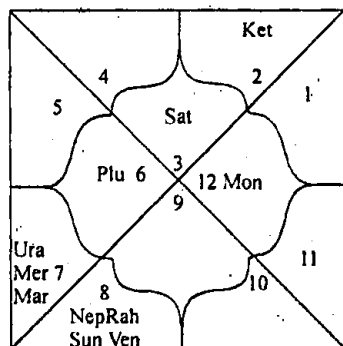 Ket
4
2
5
1
Sat
Plu 6
3
12 Mon
9
Ura
Mer 7
Mar
11
8
10
NepRah
Sun Ven